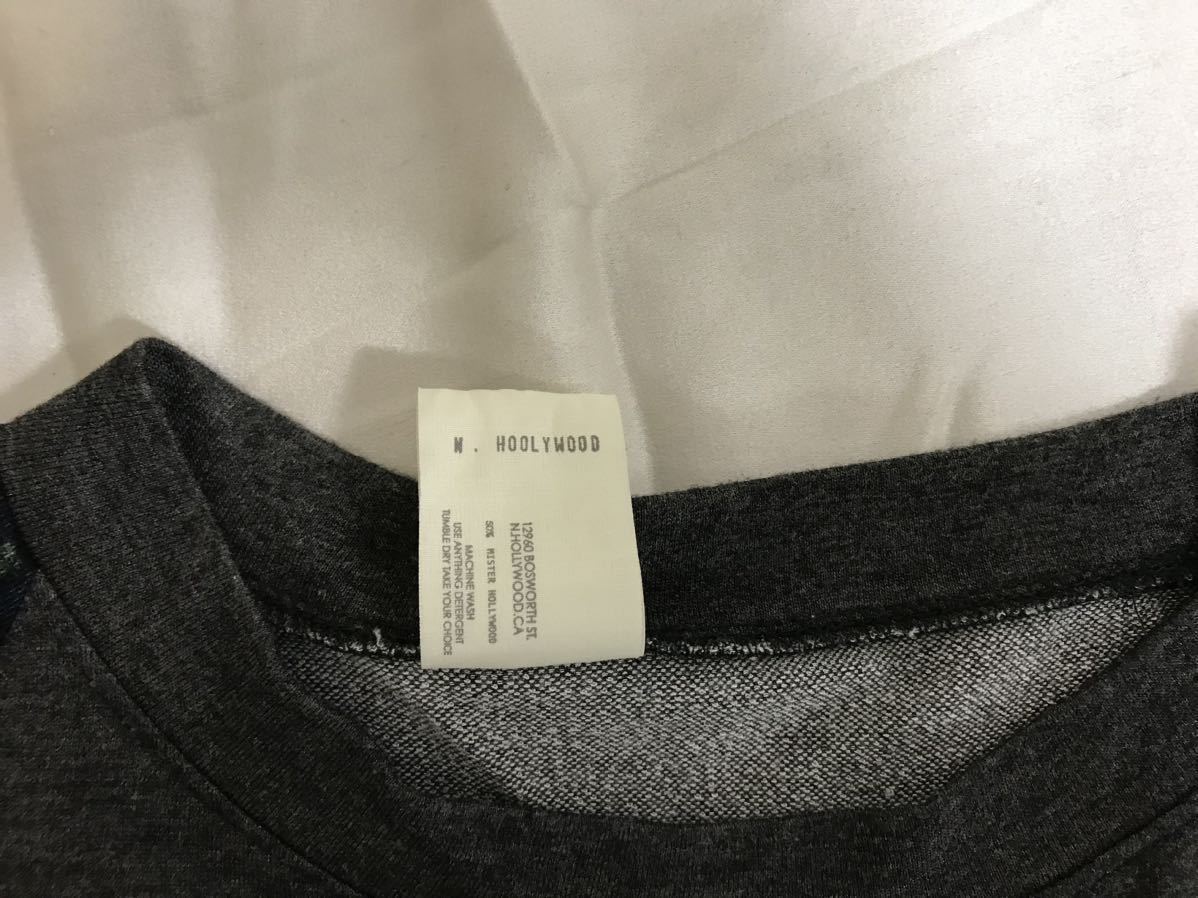 N. HOOLYWOOD
12960 BOSWORTH ST.
N.HOLLYWOOD.CA
50% MISTER HOLLYWOOD
MACHINE WASH
USE ANYTHING DETERGENT
TUMBLE DRY TAKE YOUR CHOICE